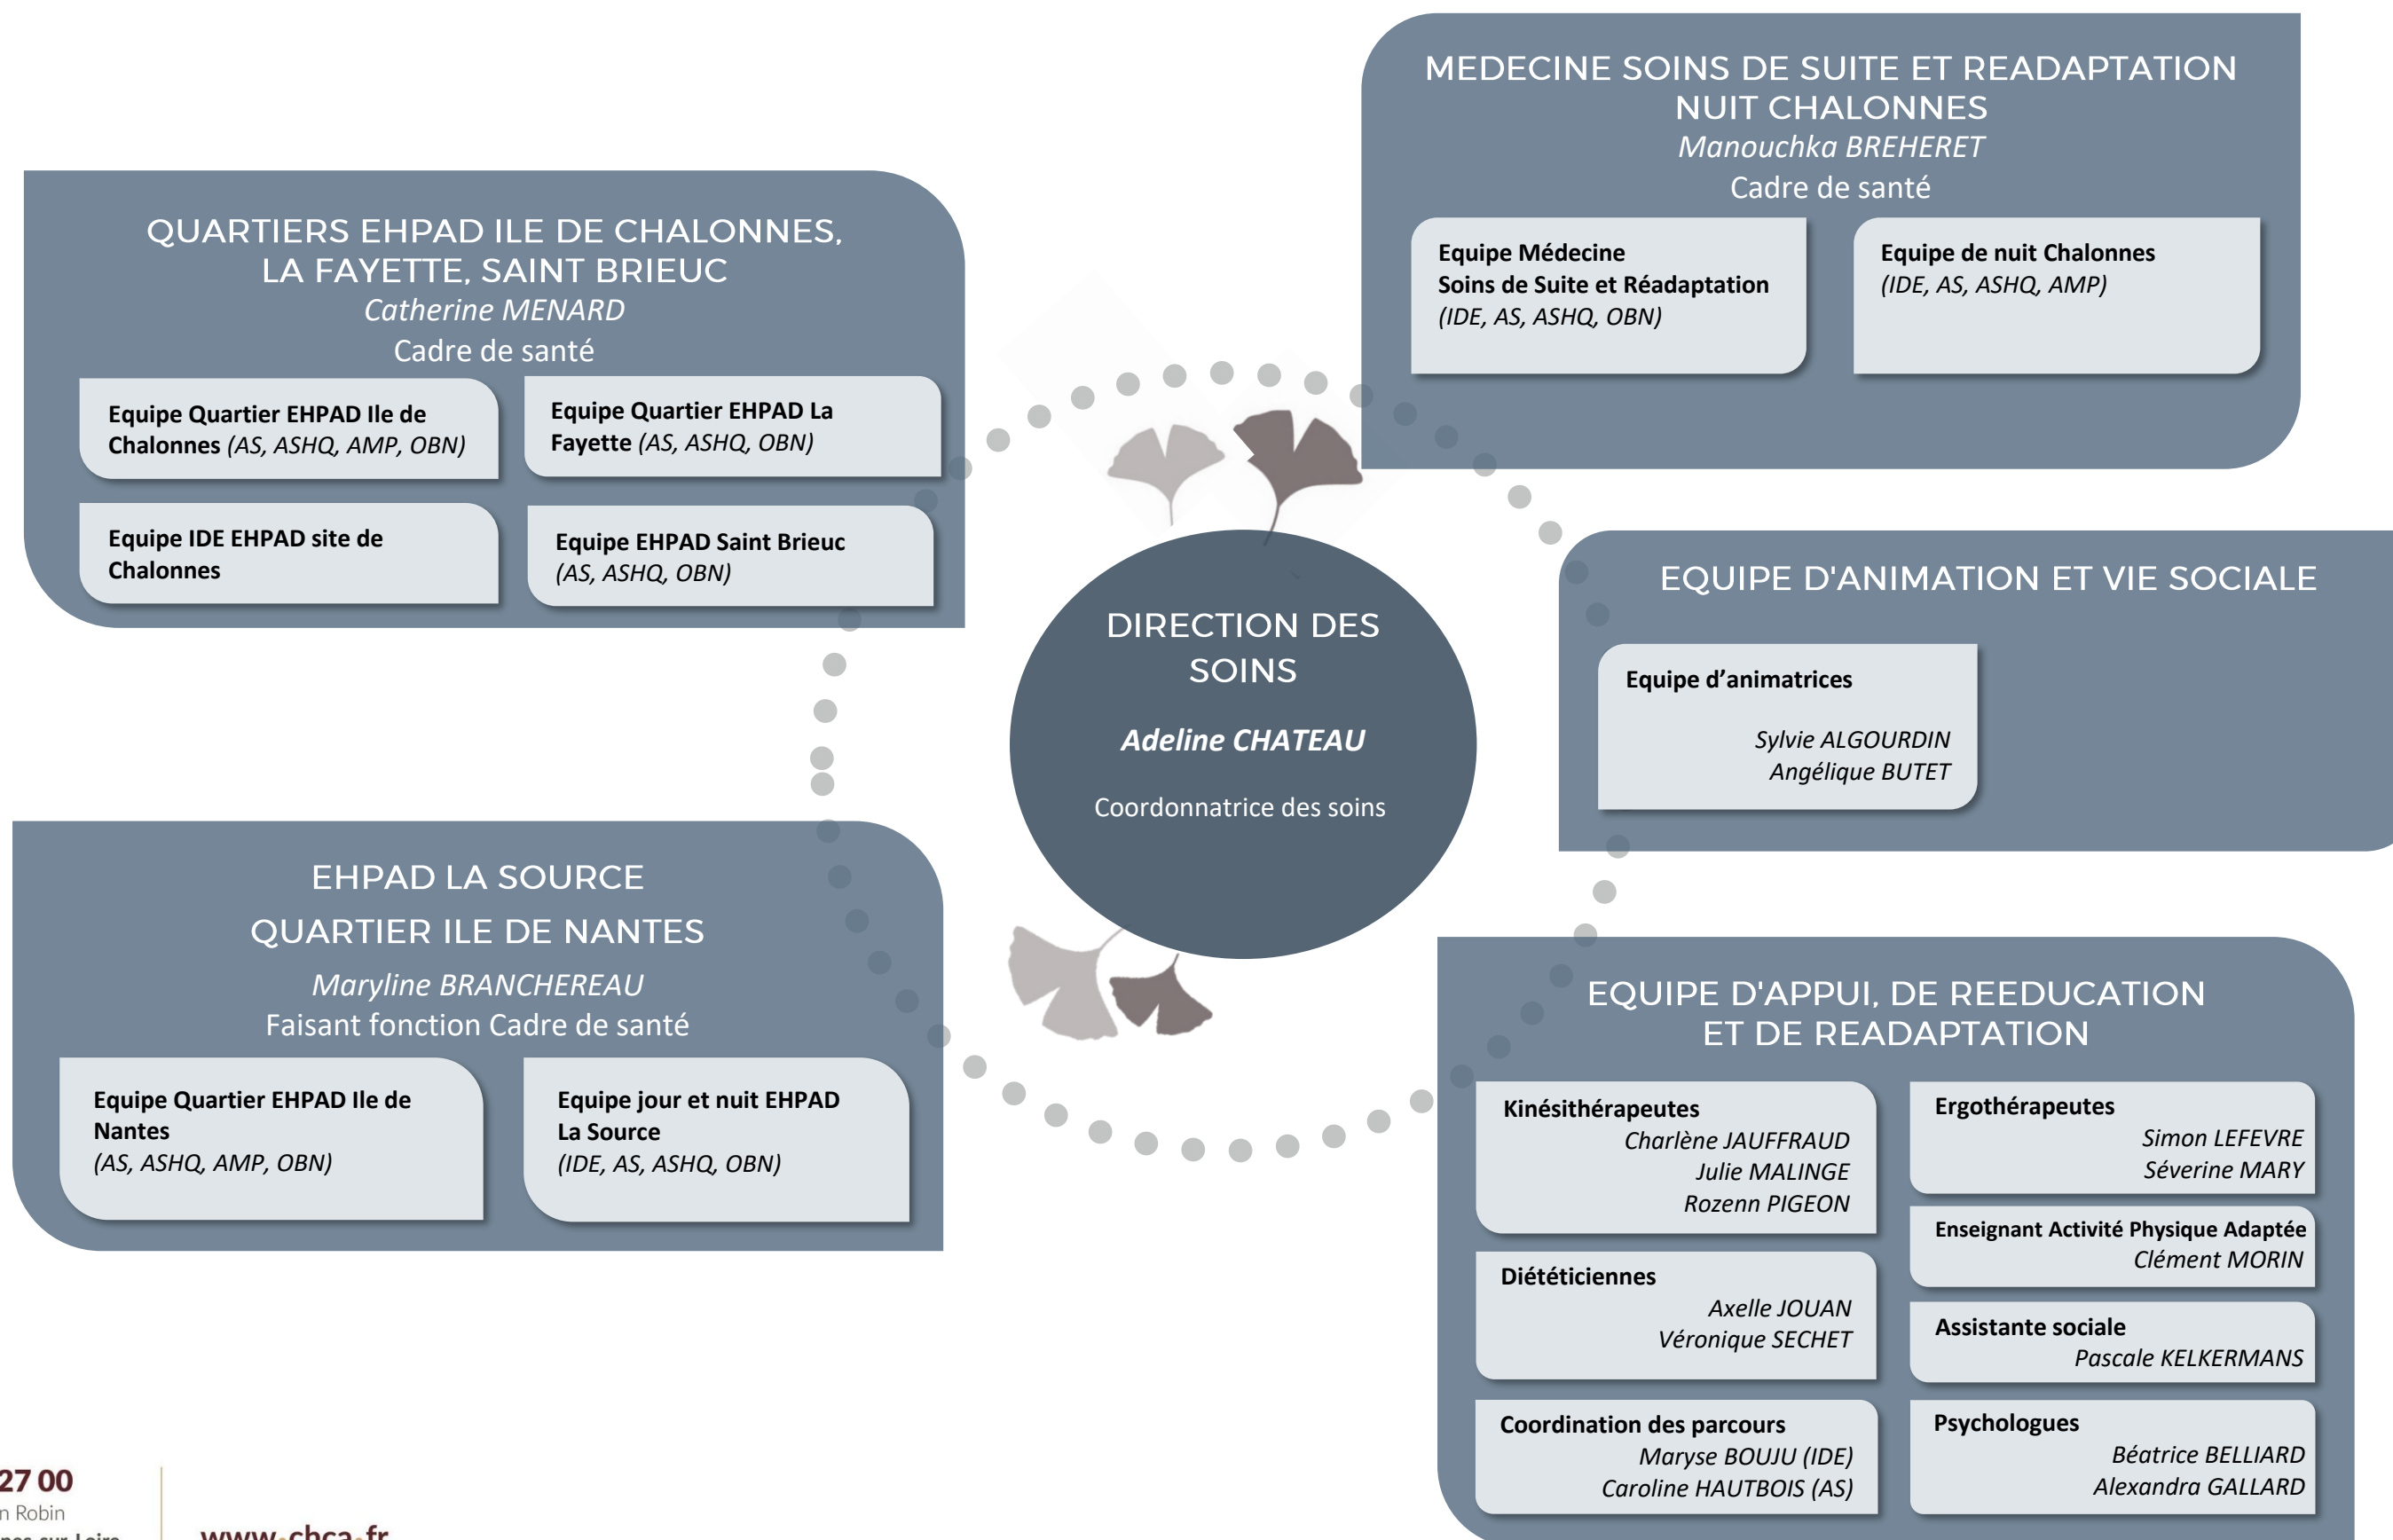 MEDECINE SOINS DE SUITE ET READAPTATION
NUIT CHALONNES
Manouchka BREHERET
Cadre de santé
Equipe Médecine
Soins de Suite et Réadaptation
(IDE, AS, ASHQ, OBN)
Equipe de nuit Chalonnes
(IDE, AS, ASHQ, AMP)
QUARTIERS EHPAD ILE DE CHALONNES,
LA FAYETTE, SAINT BRIEUC
Catherine MENARD
Cadre de santé
Equipe Quartier EHPAD Ile de
Chalonnes (AS, ASHQ, AMP, OBN)
Equipe Quartier EHPAD La
Fayette (AS, ASHQ, OBN)
Equipe IDE EHPAD site de
Chalonnes
Equipe EHPAD Saint Brieuc
(AS, ASHQ, OBN)
DIRECTION DES
SOINS
Adeline CHATEAU
Coordonnatrice des soins
EQUIPE D'ANIMATION ET VIE SOCIALE
Equipe d’animatrices
Sylvie ALGOURDIN
Angélique BUTET
EHPAD LA SOURCE
QUARTIER ILE DE NANTES
Maryline BRANCHEREAU
Faisant fonction Cadre de santé
Equipe Quartier EHPAD Ile de
Nantes
(AS, ASHQ, AMP, OBN)
Equipe jour et nuit EHPAD
La Source
(IDE, AS, ASHQ, OBN)
EQUIPE D'APPUI, DE REEDUCATION
ET DE READAPTATION
Kinésithérapeutes
Charlène JAUFFRAUD
Julie MALINGE
Rozenn PIGEON
Ergothérapeutes
Simon LEFEVRE
Séverine MARY
Enseignant Activité Physique Adaptée
Clément MORIN
Diététiciennes
Axelle JOUAN
Véronique SECHET
Assistante sociale
Pascale KELKERMANS
Coordination des parcours
Maryse BOUJU (IDE)
Caroline HAUTBOIS (AS)
Psychologues
Béatrice BELLIARD
Alexandra GALLARD
27 00
Robin
www.chca.fr